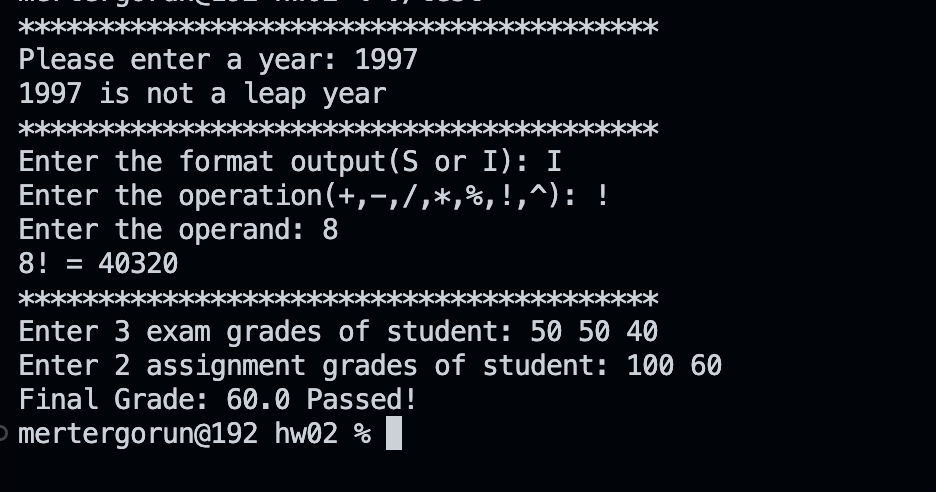 ****************************************
Please enter a year: 1997
1997 is not a leap year
****************************************
Enter the format output(S or I): I
Enter the operation(+,-,/,*,%,!,^): !
Enter the operand: 8
8! = 40320
****************************************
Enter 3 exam grades of student: 50 50 40
Enter 2 assignment grades of student: 100 60
Final Grade: 60.0 Passed!
mertergorun@192 hw02 %